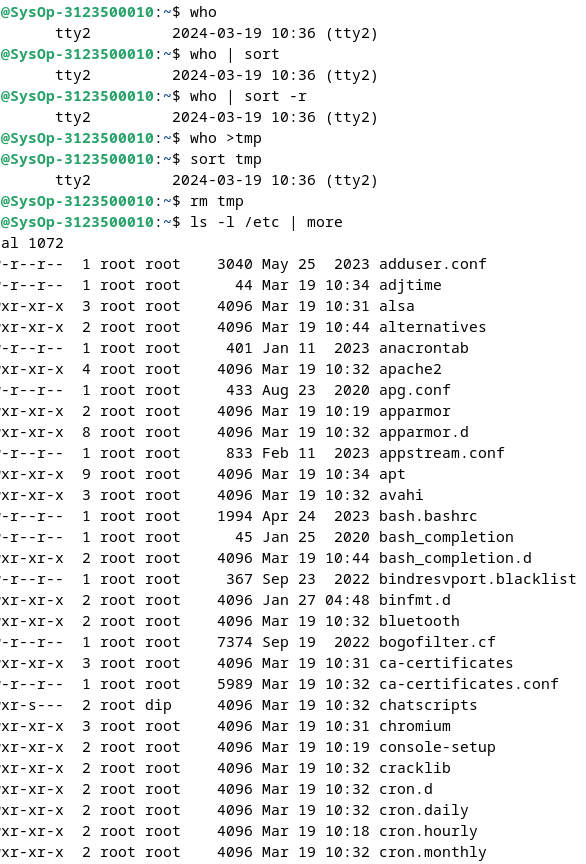 @SysOp-3123500010:~$ who
tty2         2024-03-19 10:36 (tty2)
@SysOp-3123500010:~$ who | sort
tty2         2024-03-19 10:36 (tty2)
@SysOp-3123500010:~$ who | sort -r
tty2         2024-03-19 10:36 (tty2)
@SysOp-3123500010:~$ who >tmp
@SysOp-3123500010:~$ sort tmp
tty2         2024-03-19 10:36 (tty2)
@SysOp-3123500010:~$ rm tmp
@SysOp-3123500010:~$ ls -l /etc | more
al 1072
-r--r--  1 root root    3040 May 25  2023 adduser.conf
-r--r--  1 root root      44 Mar 19 10:34 adjtime
xr-xr-x  3 root root    4096 Mar 19 10:31 alsa
xr-xr-x  2 root root    4096 Mar 19 10:44 alternatives
-r--r--  1 root root     401 Jan 11  2023 anacrontab
xr-xr-x  4 root root    4096 Mar 19 10:32 apache2
-r--r--  1 root root     433 Aug 23  2020 apg.conf
xr-xr-x  2 root root    4096 Mar 19 10:19 apparmor
xr-xr-x  8 root root    4096 Mar 19 10:32 apparmor.d
-r--r--  1 root root     833 Feb 11  2023 appstream.conf
xr-xr-x  9 root root    4096 Mar 19 10:34 apt
xr-xr-x  3 root root    4096 Mar 19 10:32 avahi
-r--r--  1 root root    1994 Apr 24  2023 bash.bashrc
-r--r--  1 root root      45 Jan 25  2020 bash_completion
xr-xr-x  2 root root    4096 Mar 19 10:44 bash_completion.d
-r--r--  1 root root     367 Sep 23  2022 bindresvport.blacklist
xr-xr-x  2 root root    4096 Jan 27 04:48 binfmt.d
xr-xr-x  2 root root    4096 Mar 19 10:32 bluetooth
-r--r--  1 root root    7374 Sep 19  2022 bogofilter.cf
xr-xr-x  3 root root    4096 Mar 19 10:31 ca-certificates
-r--r--  1 root root    5989 Mar 19 10:32 ca-certificates.conf
xr-s---  2 root dip     4096 Mar 19 10:32 chatscripts
xr-xr-x  3 root root    4096 Mar 19 10:31 chromium
xr-xr-x  2 root root    4096 Mar 19 10:19 console-setup
xr-xr-x  2 root root    4096 Mar 19 10:32 cracklib
xr-xr-x  2 root root    4096 Mar 19 10:32 cron.d
xr-xr-x  2 root root    4096 Mar 19 10:32 cron.daily
xr-xr-x  2 root root    4096 Mar 19 10:18 cron.hourly
xr-xr-x  2 root root    4096 Mar 19 10:32 cron.monthly